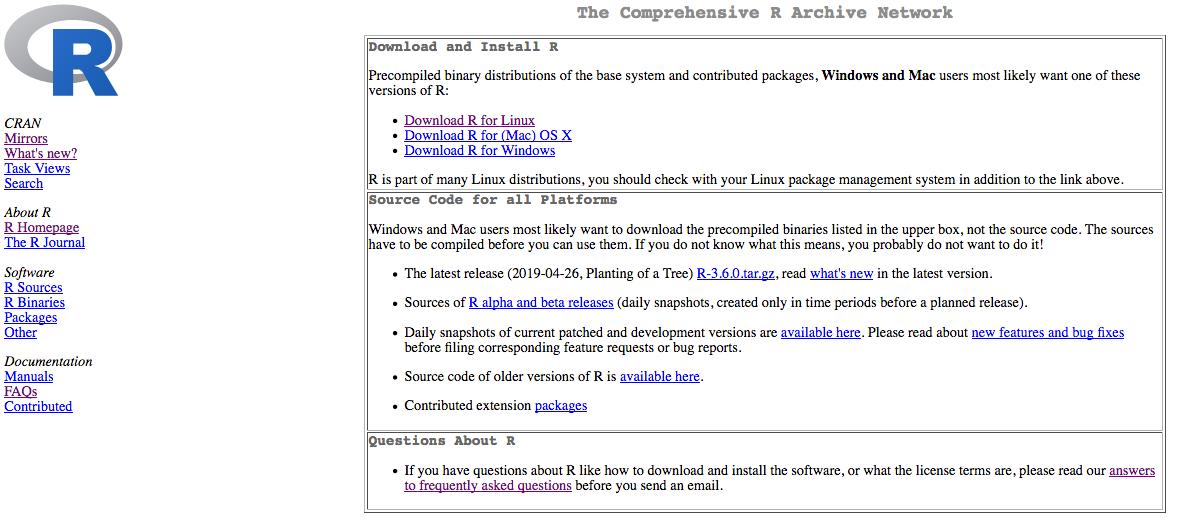 R
CRAN
Mirrors
What's new?
Task Views
Search
About R
R Homepage
The R Journal
Software
R Sources
R Binaries
Packages
Other
Documentation
Manuals
FAQs
Contributed
The Comprehensive R Archive Network
Download and Install R
Precompiled binary distributions of the base system and contributed packages, Windows and Mac users most likely want one of these
versions of R:
• Download R for Linux
• Download R for (Mac) OS X
• Download R for Windows
R is part of many Linux distributions, you should check with your Linux package management system in addition to the link above.
Source Code for all Platforms
Windows and Mac users most likely want to download the precompiled binaries listed in the upper box, not the source code. The sources
have to be compiled before you can use them. If you do not know what this means, you probably do not want to do it!
• The latest release (2019-04-26, Planting of a Tree) R-3.6.0.tar.gz, read what's new in the latest version.
• Sources of R alpha and beta releases (daily snapshots, created only in time periods before a planned release).
• Daily snapshots of current patched and development versions are available here. Please read about new features and bug fixes
before filing corresponding feature requests or bug reports.
• Source code of older versions of R is available here.
• Contributed extension packages
Questions About R
• If you have questions about R like how to download and install the software, or what the license terms are, please read our answers
to frequently asked questions before you send an email.